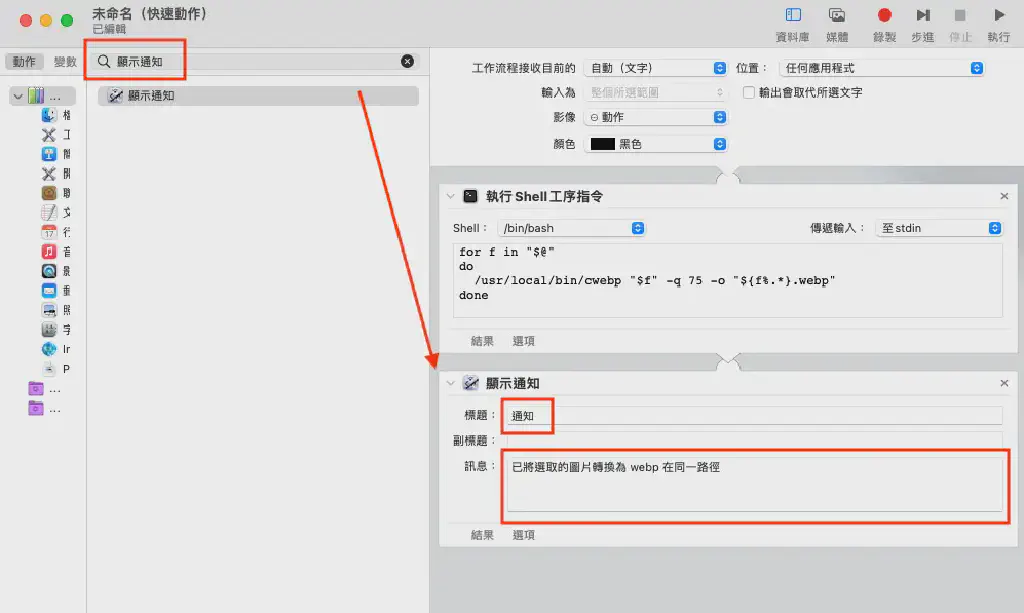 未命名（快速動作）
已編輯
資料庫 媒體 錄製 步進 停止 執行
動作 變數 顯示通知
顯示通知
...
工
文
行
音
影
照
字
In
P
...
...
工作流程接收目前的 自動（文字） 位置： 任何應用程式
輸入為 整個所選範圍 輸出會取代所選文字
影像 動作
顏色 黑色
執行 Shell 工序指令
Shell： /bin/bash 傳遞輸入： 至 stdin
for f in "$@"
do
/usr/local/bin/cwebp "$f" -q 75 -o "${f%.*}.webp"
done
結果 選項
顯示通知
標題： 通知
副標題：
訊息： 已將選取的圖片轉換為 webp 在同一路徑
結果 選項